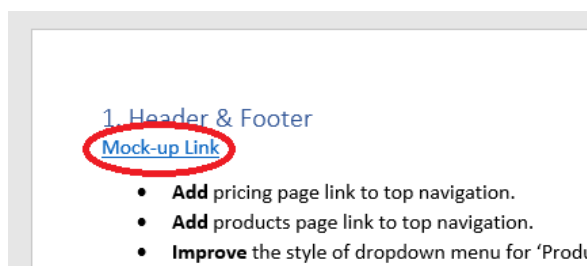 1. Header & Footer
Mock-up Link
• Add pricing page link to top navigation.
• Add products page link to top navigation.
• Improve the style of dropdown menu for